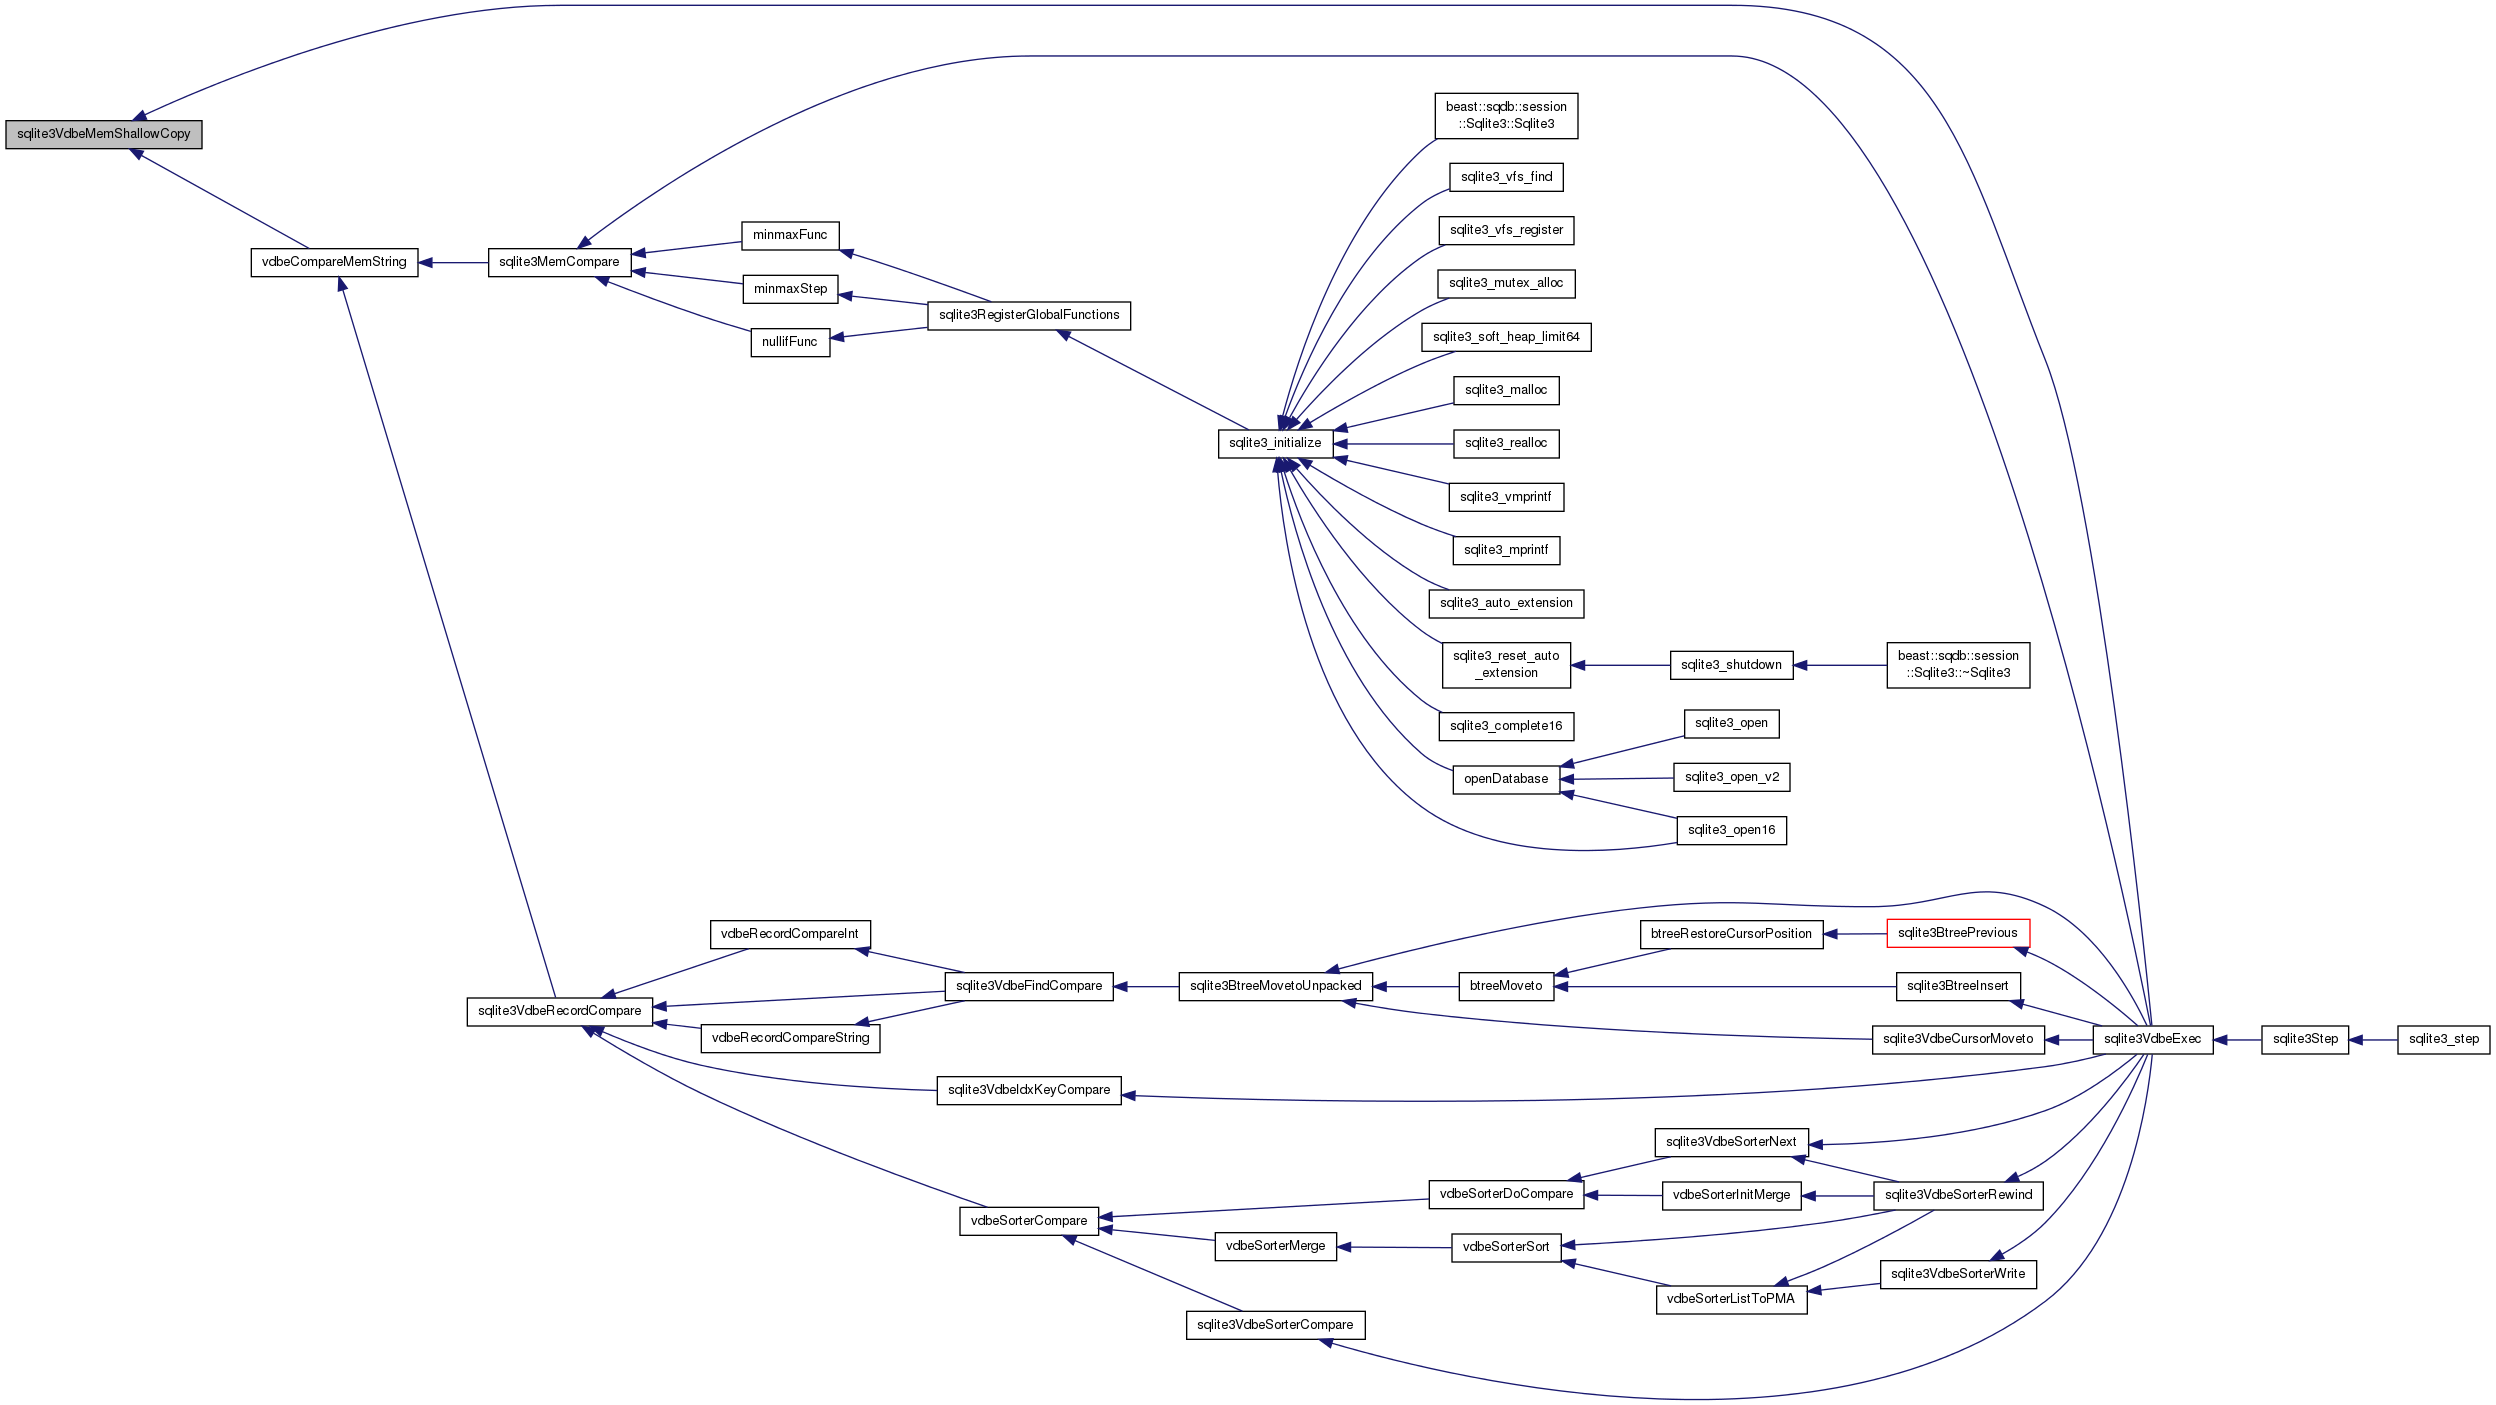 sqlite3VdbeMemShallowCopy
vdbeCompareMemString
sqlite3MemCompare
minmaxFunc
minmaxStep
nullifFunc
sqlite3RegisterGlobalFunctions
sqlite3_initialize
beast::sqdb::session
::Sqlite3::Sqlite3
sqlite3_vfs_find
sqlite3_vfs_register
sqlite3_mutex_alloc
sqlite3_soft_heap_limit64
sqlite3_malloc
sqlite3_realloc
sqlite3_vmprintf
sqlite3_mprintf
sqlite3_auto_extension
sqlite3_reset_auto
_extension
sqlite3_shutdown
beast::sqdb::session
::Sqlite3::~Sqlite3
sqlite3_complete16
openDatabase
sqlite3_open
sqlite3_open_v2
sqlite3_open16
sqlite3VdbeRecordCompare
vdbeRecordCompareInt
sqlite3VdbeFindCompare
vdbeRecordCompareString
sqlite3BtreeMovetoUnpacked
btreeMoveto
btreeRestoreCursorPosition
sqlite3BtreePrevious
sqlite3BtreeInsert
sqlite3VdbeCursorMoveto
sqlite3VdbeExec
sqlite3Step
sqlite3_step
sqlite3VdbeIdxKeyCompare
vdbeSorterCompare
vdbeSorterDoCompare
sqlite3VdbeSorterNext
vdbeSorterInitMerge
sqlite3VdbeSorterRewind
vdbeSorterMerge
vdbeSorterSort
vdbeSorterListToPMA
sqlite3VdbeSorterWrite
sqlite3VdbeSorterCompare